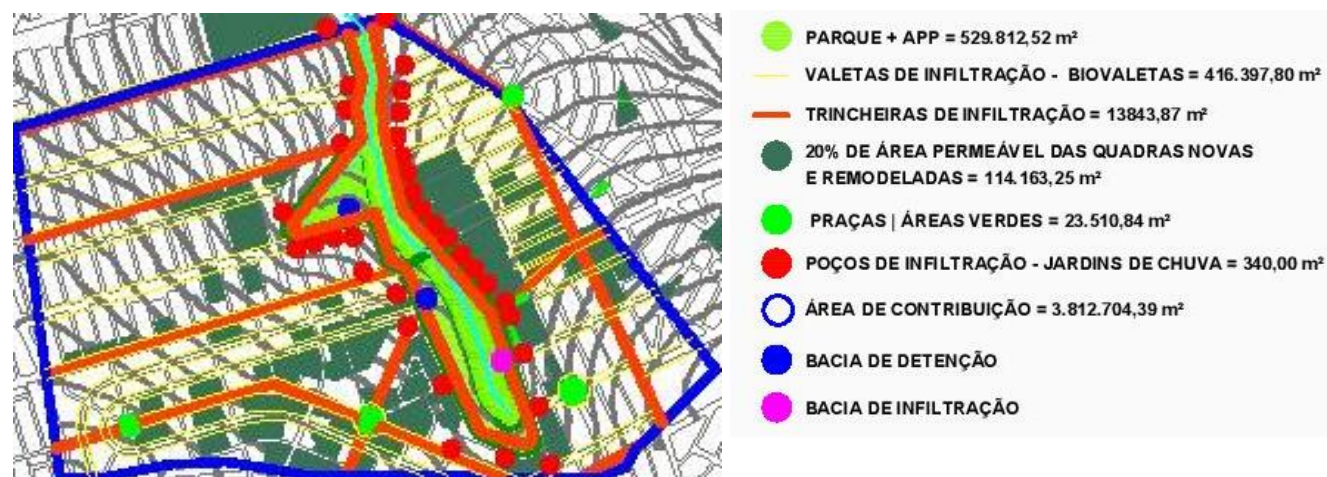 PARQUE + APP = 529.812,52 m²
VALETAS DE INFILTRAÇÃO - BIOVALETAS = 416.397,80 m²
TRINCHEIRAS DE INFILTRAÇÃO = 13843,87 m²
20% DE ÁREA PERMEÁVEL DAS QUADRAS NOVAS
E REMODELADAS = 114.163,25 m²
PRAÇAS | ÁREAS VERDES = 23.510,84 m²
POÇOS DE INFILTRAÇÃO - JARDINS DE CHUVA = 340,00 m²
ÁREA DE CONTRIBUIÇÃO = 3.812.704,39 m²
BACIA DE DETENÇÃO
BACIA DE INFILTRAÇÃO